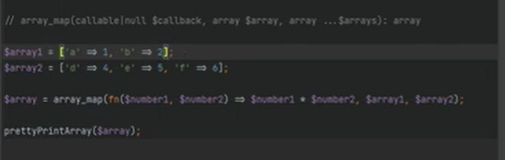 // array_map(callable|null $callback, array $array, array ...$arrays): array
$array1 = ['a' => 1, 'b' => 2];
$array2 = ['d' => 4, 'e' => 5, 'f' => 6];
$array = array_map(fn($number1, $number2) => $number1 * $number2, $array1, $array2);
prettyPrintArray($array);